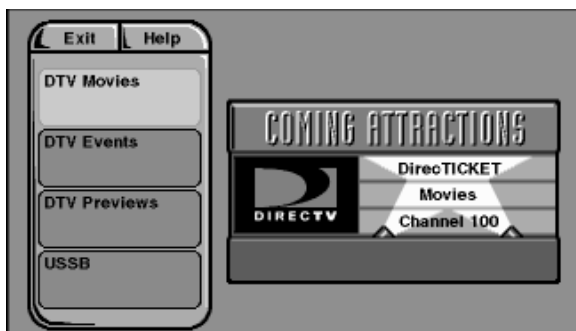 Exit Help
DTV Movies
DTV Events
DTV Previews
USSB
COMING ATTRACTIONS
DirecTICKET
Movies
Channel 100
DIRECTV